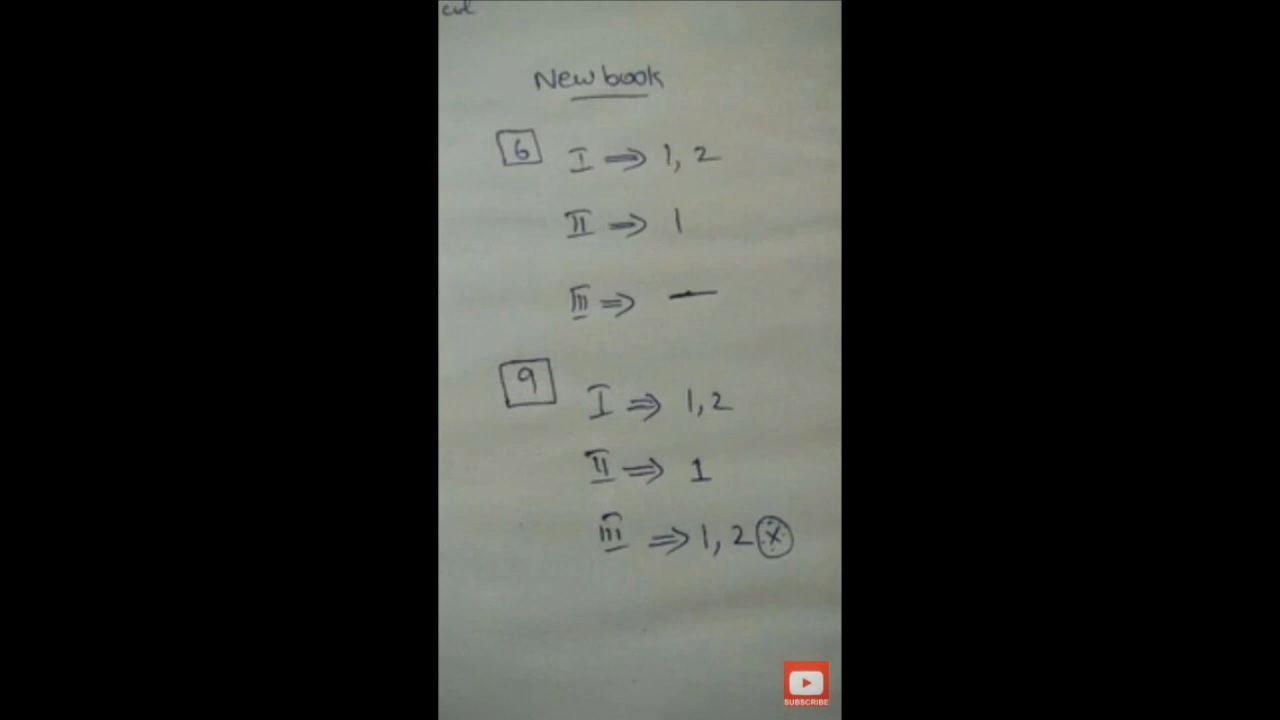 New book
6 I ⇒ 1, 2
II ⇒ 1
III ⇒ —
9 I ⇒ 1, 2
II ⇒ 1
III ⇒ 1, 2 X
SUBSCRIBE